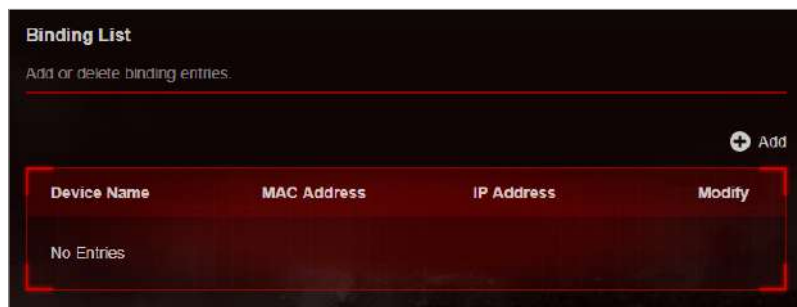 Binding List
Add or delete binding entries.
Add
Device Name MAC Address IP Address Modify
No Entries